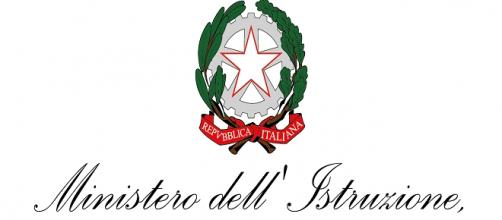 REPVBBLICA ITALIANA
Ministero dell'Istruzione,